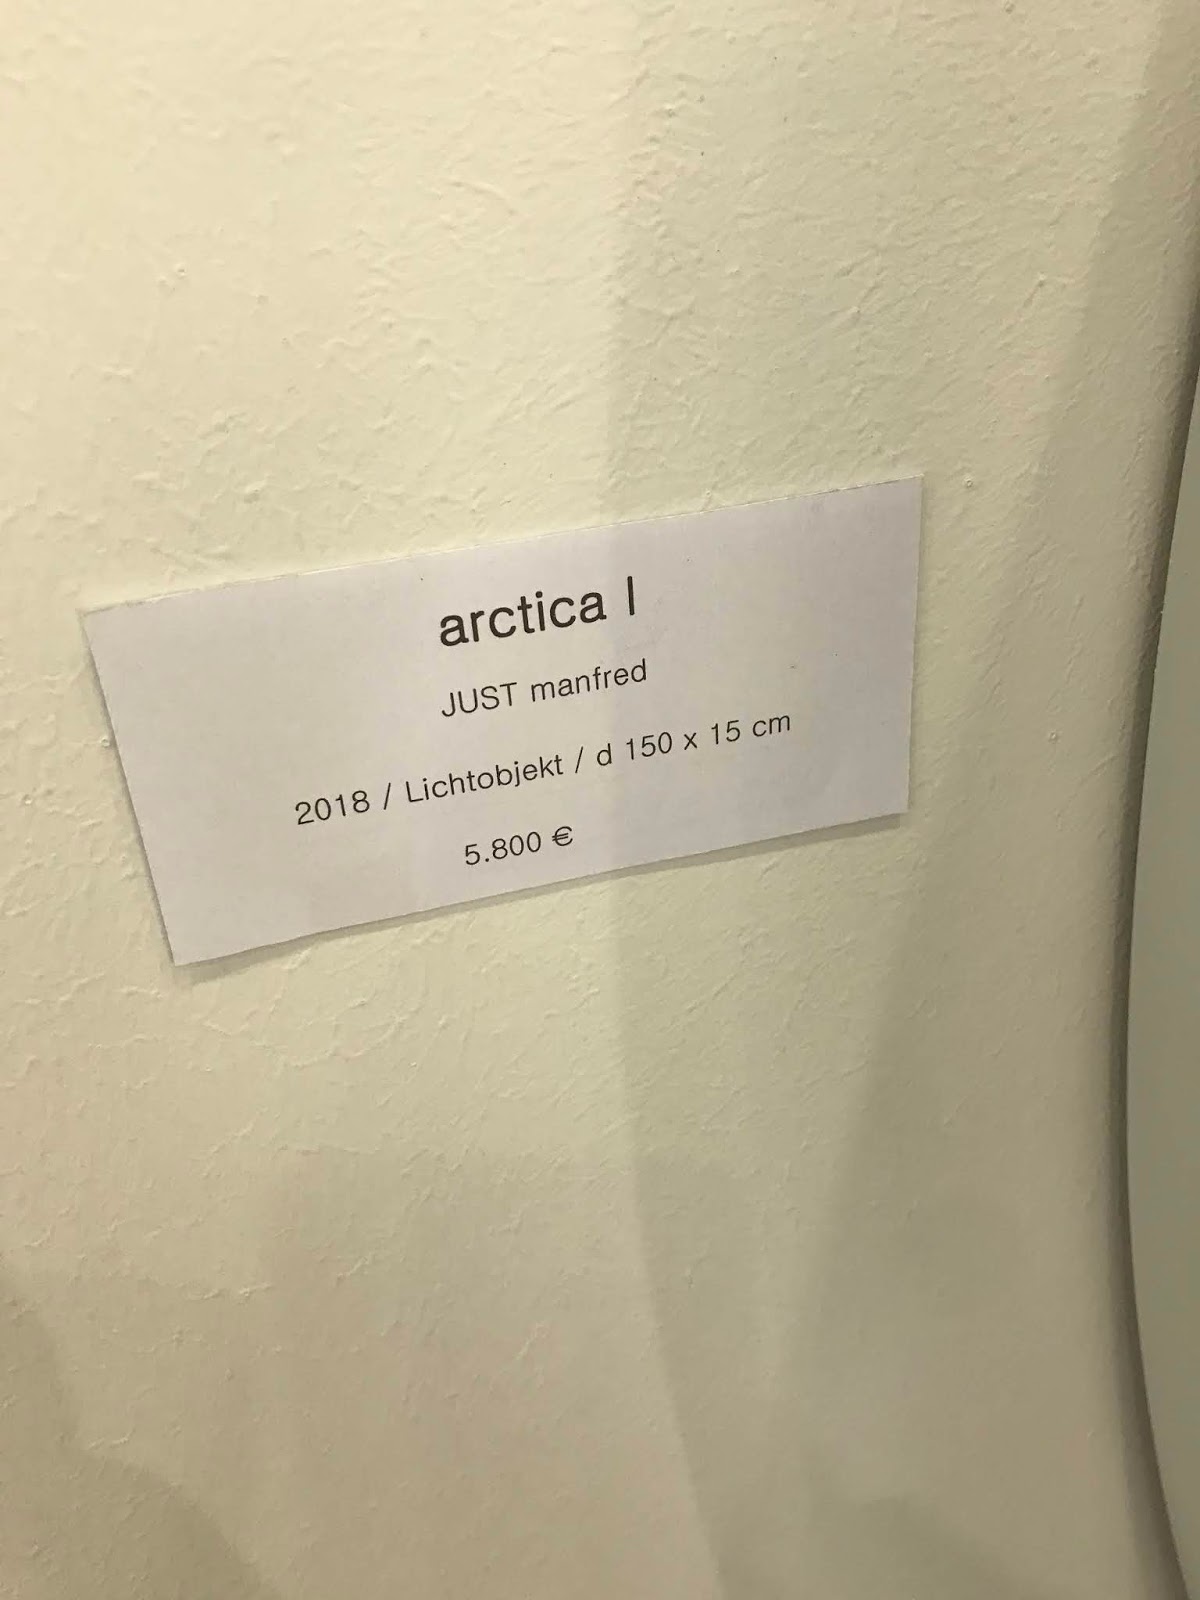 arctica I
JUST manfred
2018 / Lichtobjekt / d 150 x 15 cm
5.800 €